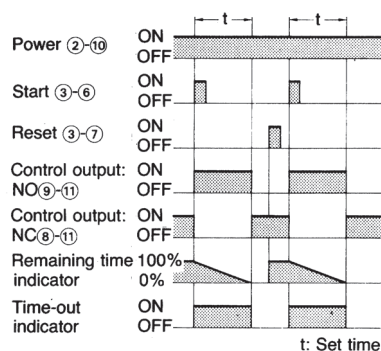 t t
Power ②-⑩ ON
OFF
Start ③-⑥ ON
OFF
Reset ③-⑦ ON
OFF
Control output: ON
NO⑨-⑪ OFF
Control output: ON
NC⑧-⑪ OFF
Remaining time 100%
indicator 0%
Time-out ON
indicator OFF
t: Set time